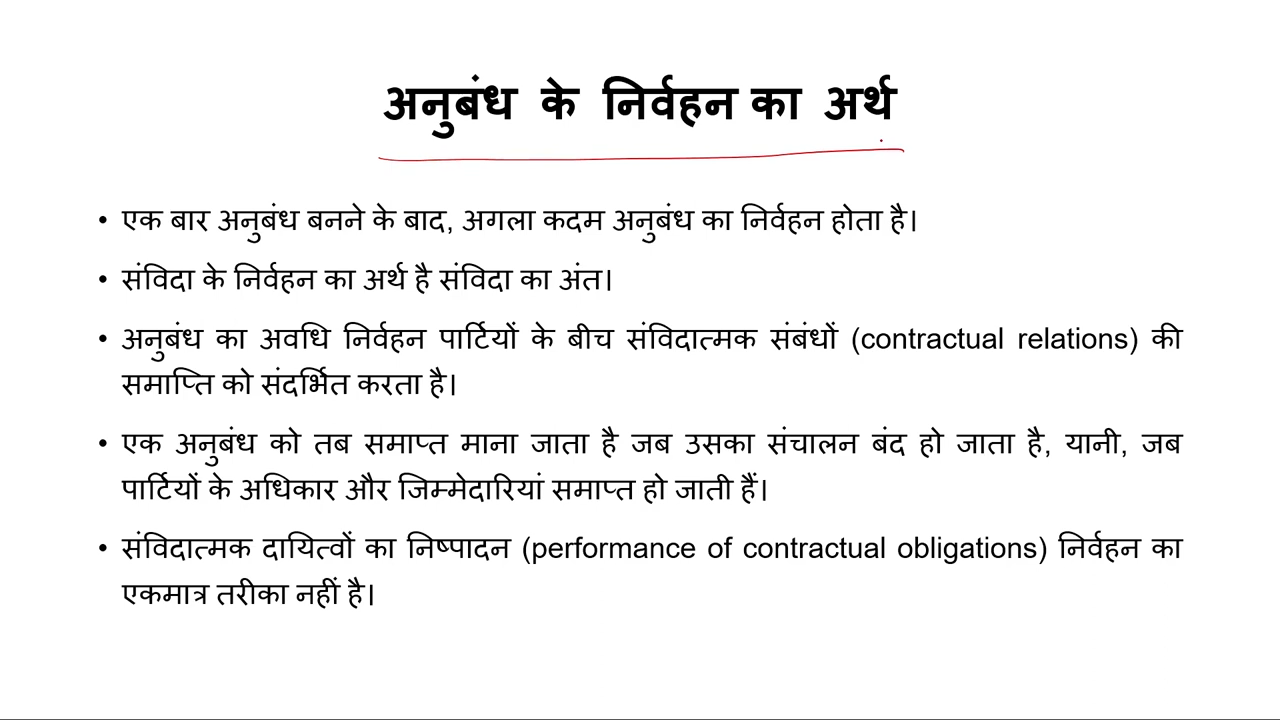 अनुबंध के निर्वहन का अर्थ
• एक बार अनुबंध बनने के बाद, अगला कदम अनुबंध का निर्वहन होता है।
• संविदा के निर्वहन का अर्थ है संविदा का अंत।
• अनुबंध का अवधि निर्वहन पार्टियों के बीच संविदात्मक संबंधों (contractual relations) की
समाप्ति को संदर्भित करता है।
• एक अनुबंध को तब समाप्त माना जाता है जब उसका संचालन बंद हो जाता है, यानी, जब
पार्टियों के अधिकार और जिम्मेदारियां समाप्त हो जाती हैं।
• संविदात्मक दायित्वों का निष्पादन (performance of contractual obligations) निर्वहन का
एकमात्र तरीका नहीं है।